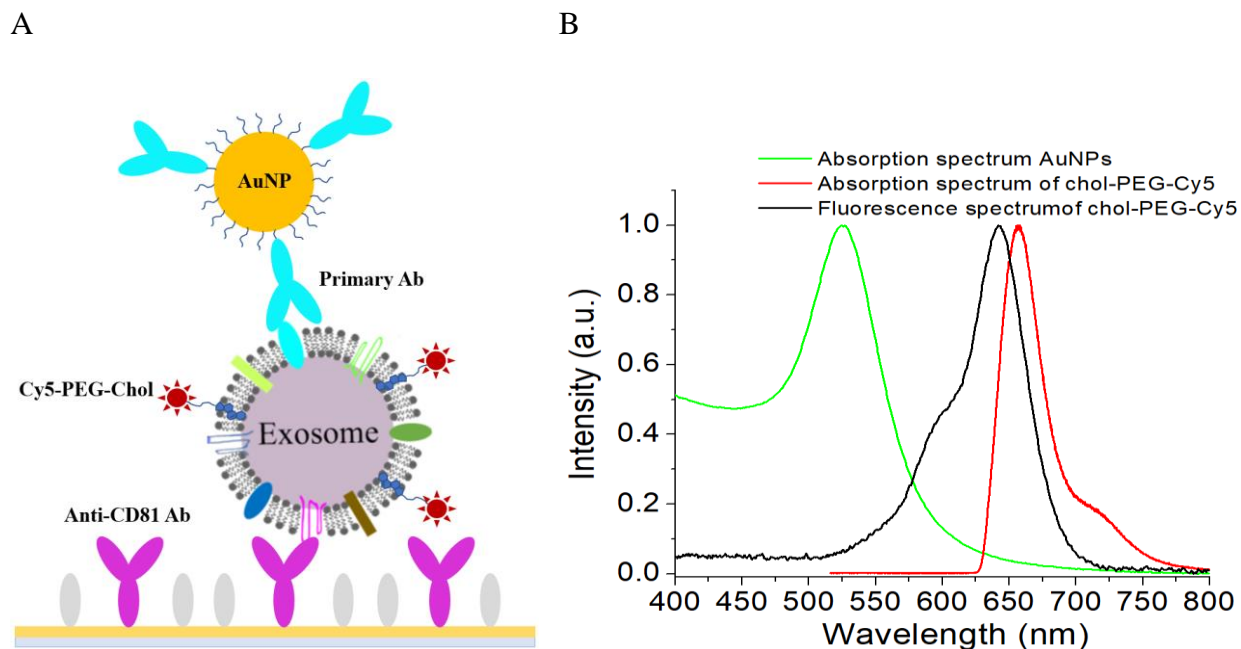 A
B
AuNP
Primary Ab
Cy5-PEG-Chol
Exosome
Anti-CD81 Ab
Absorption spectrum AuNPs
Absorption spectrum of chol-PEG-Cy5
Fluorescence spectrumof chol-PEG-Cy5
Intensity (a.u.)
1.0
0.8
0.6
0.4
0.2
0.0
400 450 500 550 600 650 700 750 800
Wavelength (nm)